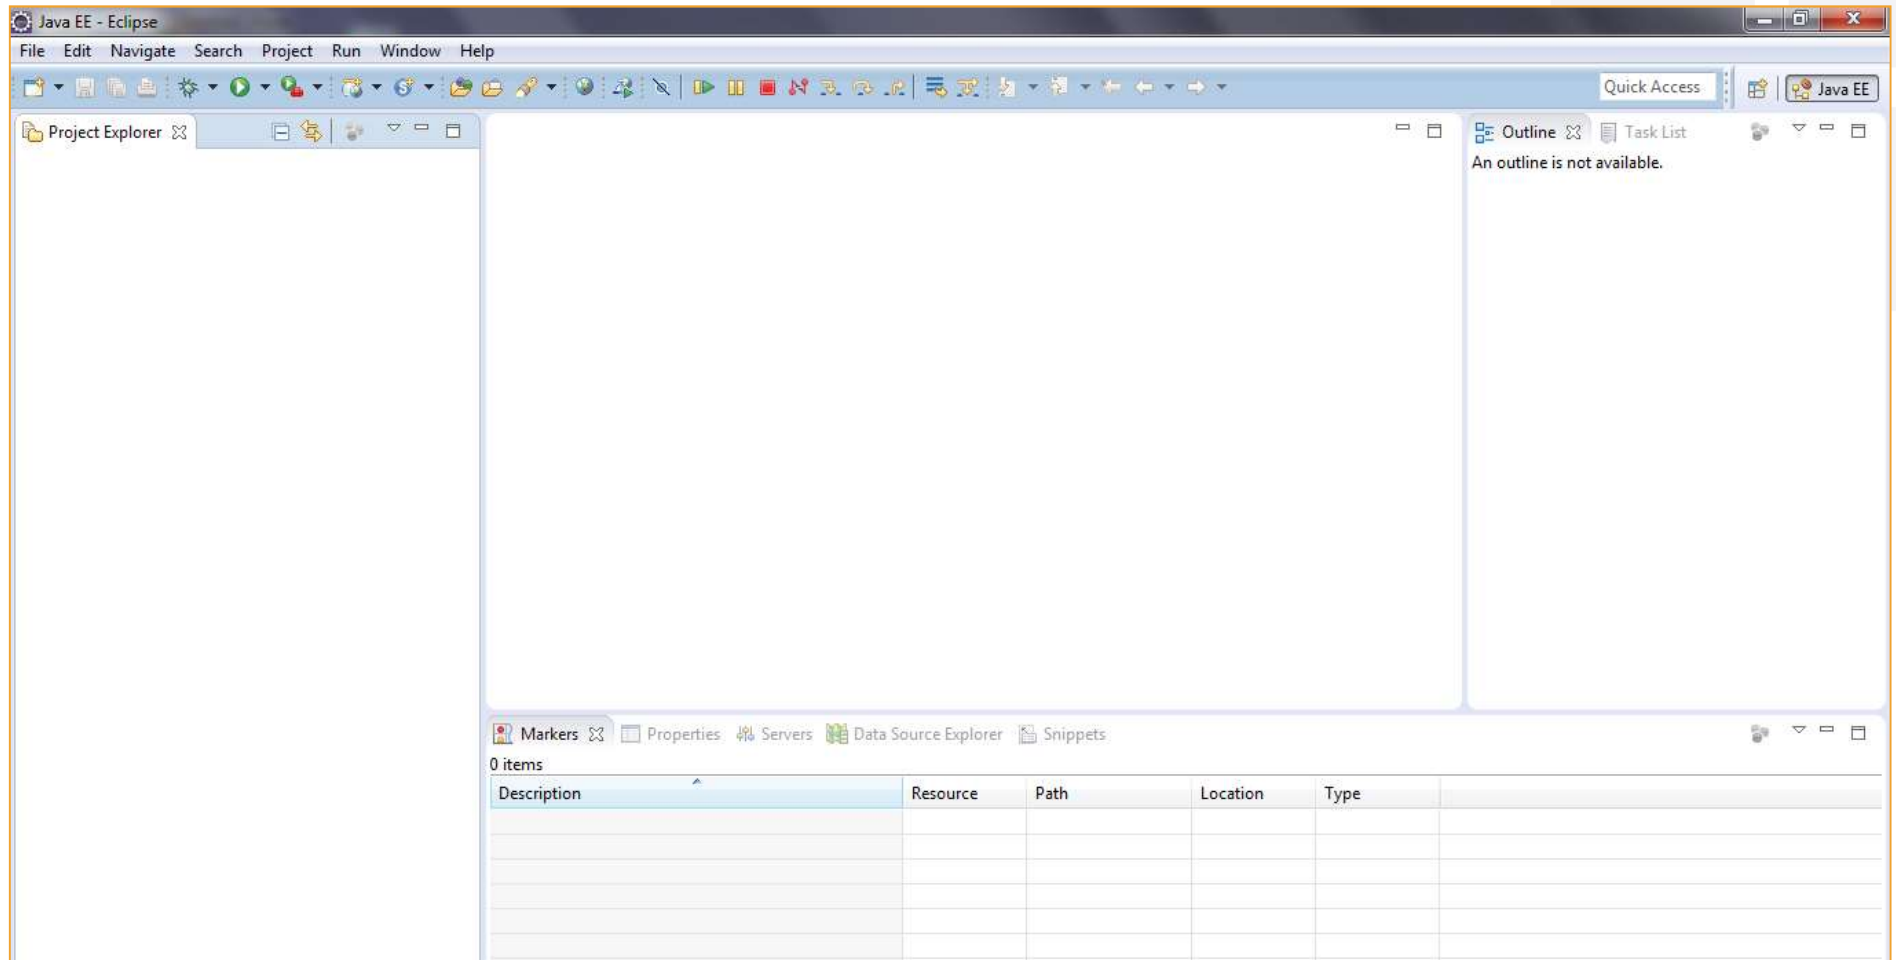 Java EE - Eclipse
File Edit Navigate Search Project Run Window Help
Quick Access
Java EE
Project Explorer
Outline
Task List
An outline is not available.
Markers
Properties
Servers
Data Source Explorer
Snippets
0 items
Description Resource Path Location Type